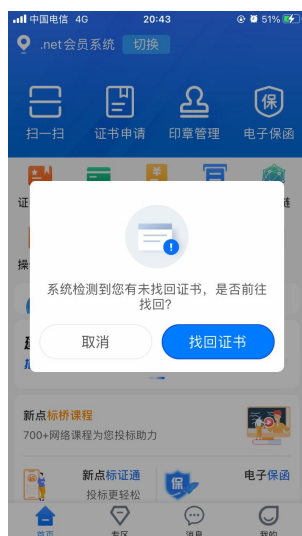 中国电信 4G 20:43 51%
.net会员系统 切换
扫一扫 证书申请 印章管理 电子保函
证
链
操
系统检测到您有未找回证书，是否前往
找回?
取消 找回证书
新点标桥课程
700+网络课程为您投标助力
新点标证通 电子保函
投标更轻松
首页 专区 消息 我的